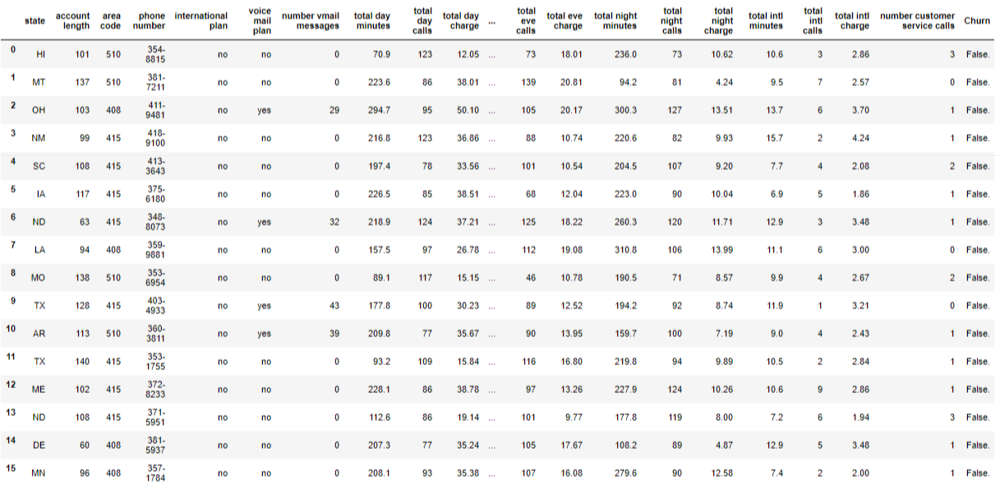 state account length area code phone number international plan voice mail plan number vmail messages total day minutes total day calls total day charge ... total eve calls total eve charge total night minutes total night calls total night charge total intl minutes total intl calls total intl charge number customer service calls Churn
0 HI 101 510 354-8815 no no 0 70.9 123 12.05 ... 73 18.01 236.0 73 10.62 10.6 3 2.86 3 False.
1 MT 137 510 381-7211 no no 0 223.6 86 38.01 ... 139 20.81 94.2 81 4.24 9.5 7 2.57 0 False.
2 OH 103 408 411-9481 no yes 29 294.7 95 50.10 ... 105 20.17 300.3 127 13.51 13.7 6 3.70 1 False.
3 NM 99 415 418-9100 no no 0 216.8 123 36.86 ... 88 10.74 220.6 82 9.93 15.7 2 4.24 1 False.
4 SC 108 415 413-3643 no no 0 197.4 78 33.56 ... 101 10.54 204.5 107 9.20 7.7 4 2.08 2 False.
5 IA 117 415 375-6180 no no 0 226.5 85 38.51 ... 68 12.04 223.0 90 10.04 6.9 5 1.86 1 False.
6 ND 63 415 348-8073 no yes 32 218.9 124 37.21 ... 125 18.22 260.3 120 11.71 12.9 3 3.48 1 False.
7 LA 94 408 359-9881 no no 0 157.5 97 26.78 ... 112 19.08 310.8 106 13.99 11.1 6 3.00 0 False.
8 MO 138 510 353-6954 no no 0 89.1 117 15.15 ... 46 10.78 190.5 71 8.57 9.9 4 2.67 2 False.
9 TX 128 415 403-4933 no yes 43 177.8 100 30.23 ... 89 12.52 194.2 92 8.74 11.9 1 3.21 0 False.
10 AR 113 510 360-3811 no yes 39 209.8 77 35.67 ... 90 13.95 159.7 100 7.19 9.0 4 2.43 1 False.
11 TX 140 415 353-1755 no no 0 93.2 109 15.84 ... 116 16.80 219.8 94 9.89 10.5 2 2.84 1 False.
12 ME 102 415 372-8233 no no 0 228.1 86 38.78 ... 97 13.26 227.9 124 10.26 10.6 9 2.86 1 False.
13 ND 108 415 371-5951 no no 0 112.6 86 19.14 ... 101 9.77 177.8 119 8.00 7.2 6 1.94 3 False.
14 DE 60 408 381-5937 no no 0 207.3 77 35.24 ... 105 17.67 108.2 89 4.87 12.9 5 3.48 1 False.
15 MN 96 408 357-1784 no no 0 208.1 93 35.38 ... 107 16.08 279.6 90 12.58 7.4 2 2.00 1 False.